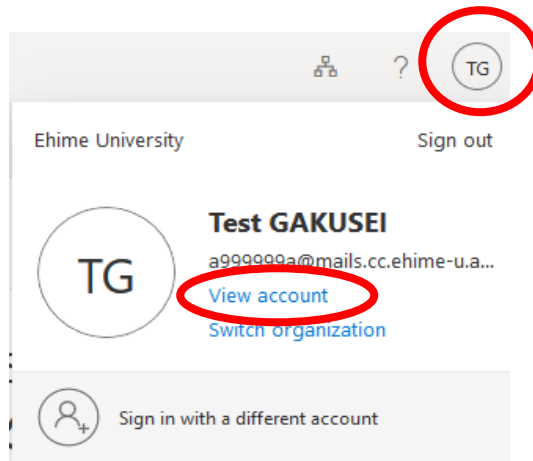 ? TG
Ehime University Sign out
TG
Test GAKUSEI
a999999a@mails.cc.ehime-u.a...
View account
Switch organization
Sign in with a different account